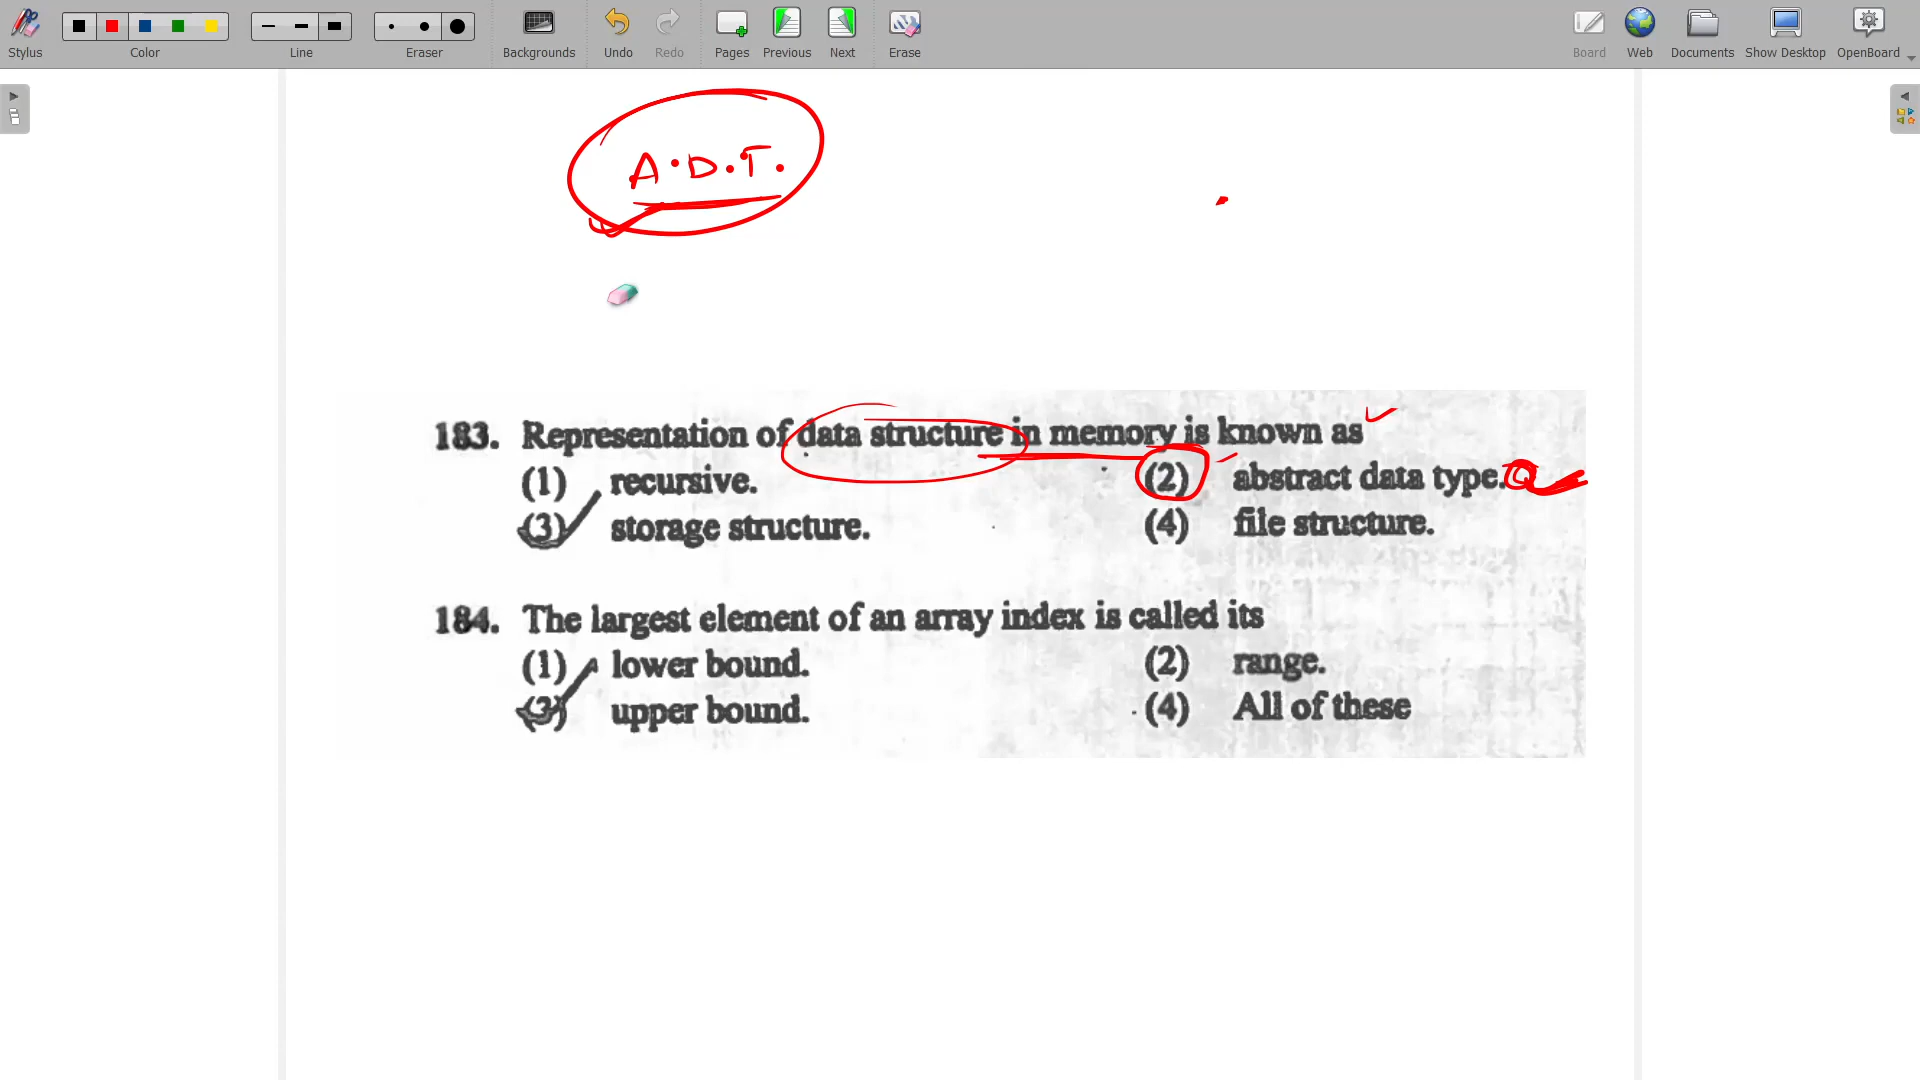 Stylus Color Line Eraser Backgrounds Undo Redo Pages Previous Next Erase Board Web Documents Show Desktop OpenBoard
A.D.T.
183. Representation of data structure in memory is known as
(1) recursive. (2) abstract data type.
(3) storage structure. (4) file structure.
184. The largest element of an array index is called its
(1) lower bound. (2) range.
(3) upper bound. (4) All of these